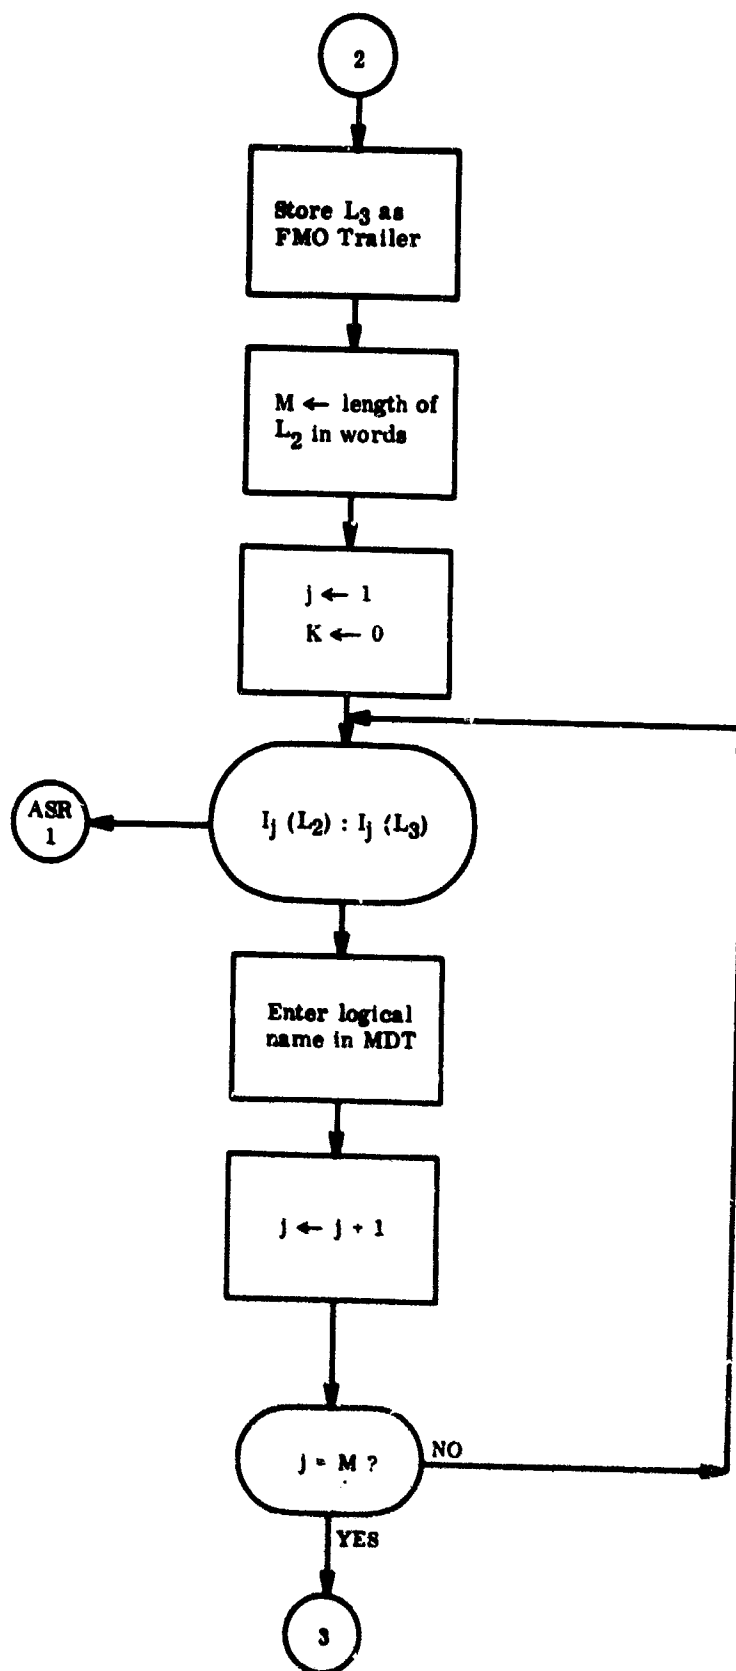 2
Store L3 as
FMO Trailer
M ← length of
L2 in words
j ← 1
K ← 0
ASR
1
Ij (L2) : Ij (L3)
Enter logical
name in MDT
j ← j + 1
j = M ?
NO
YES
3